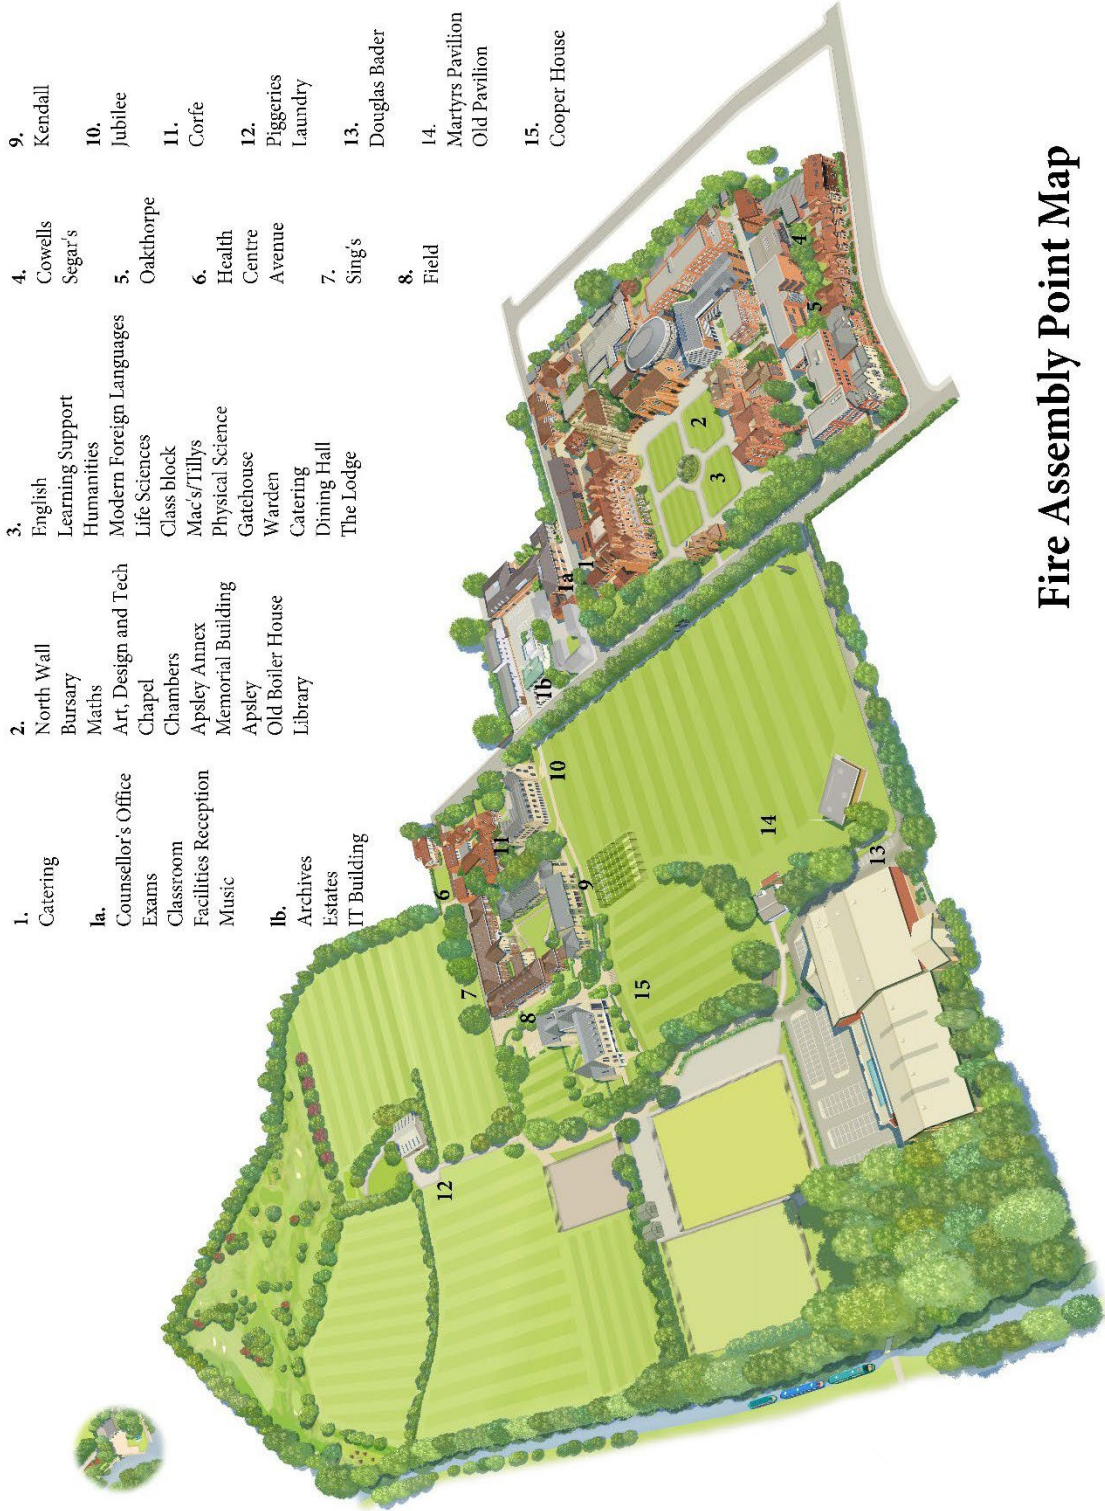 1.
Catering
1a.
Counsellor's Office
Exams
Classroom
Facilities Reception
Music
1b.
Archives
Estates
IT Building
2.
North Wall
Bursary
Maths
Art, Design and Tech
Chapel
Chambers
Apsley Annex
Memorial Building
Apsley
Old Boiler House
Library
3.
English
Learning Support
Humanities
Modern Foreign Languages
Life Sciences
Class block
Mac's/Tillys
Physical Science
Gatehouse
Warden
Catering
Dining Hall
The Lodge
4.
Cowells
Segar's
5.
Oakthorpe
6.
Health
Centre
Avenue
7.
Sing's
8.
Field
9.
Kendall
10.
Jubilee
11.
Corfe
12.
Piggeries
Laundry
13.
Douglas Bader
14.
Martyrs Pavilion
Old Pavilion
15.
Cooper House
6
7
8
11
10
9
15
12
14
13
1b
1a
1
2
3
4
5
Fire Assembly Point Map